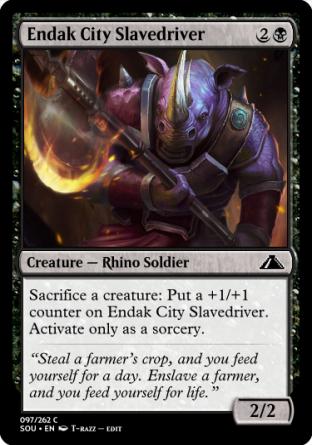 Endak City Slavedriver 2
Creature — Rhino Soldier
Sacrifice a creature: Put a +1/+1
counter on Endak City Slavedriver.
Activate only as a sorcery.
“Steal a farmer’s crop, and you feed
yourself for a day. Enslave a farmer,
and you feed yourself for life.”
2/2
097/262 C
SOU • EN T-RAZZ — EDIT